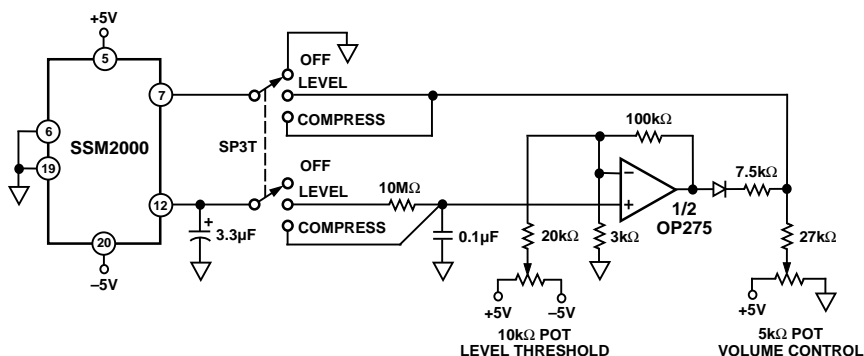 +5V
5
7
6
SSM2000
19
12
20
–5V
3.3µF
+
SP3T
OFF
LEVEL
COMPRESS
OFF
LEVEL
COMPRESS
10MΩ
0.1µF
100kΩ
–
+
1/2
OP275
20kΩ
3kΩ
+5V
–5V
10kΩ POT
LEVEL THRESHOLD
7.5kΩ
27kΩ
+5V
5kΩ POT
VOLUME CONTROL